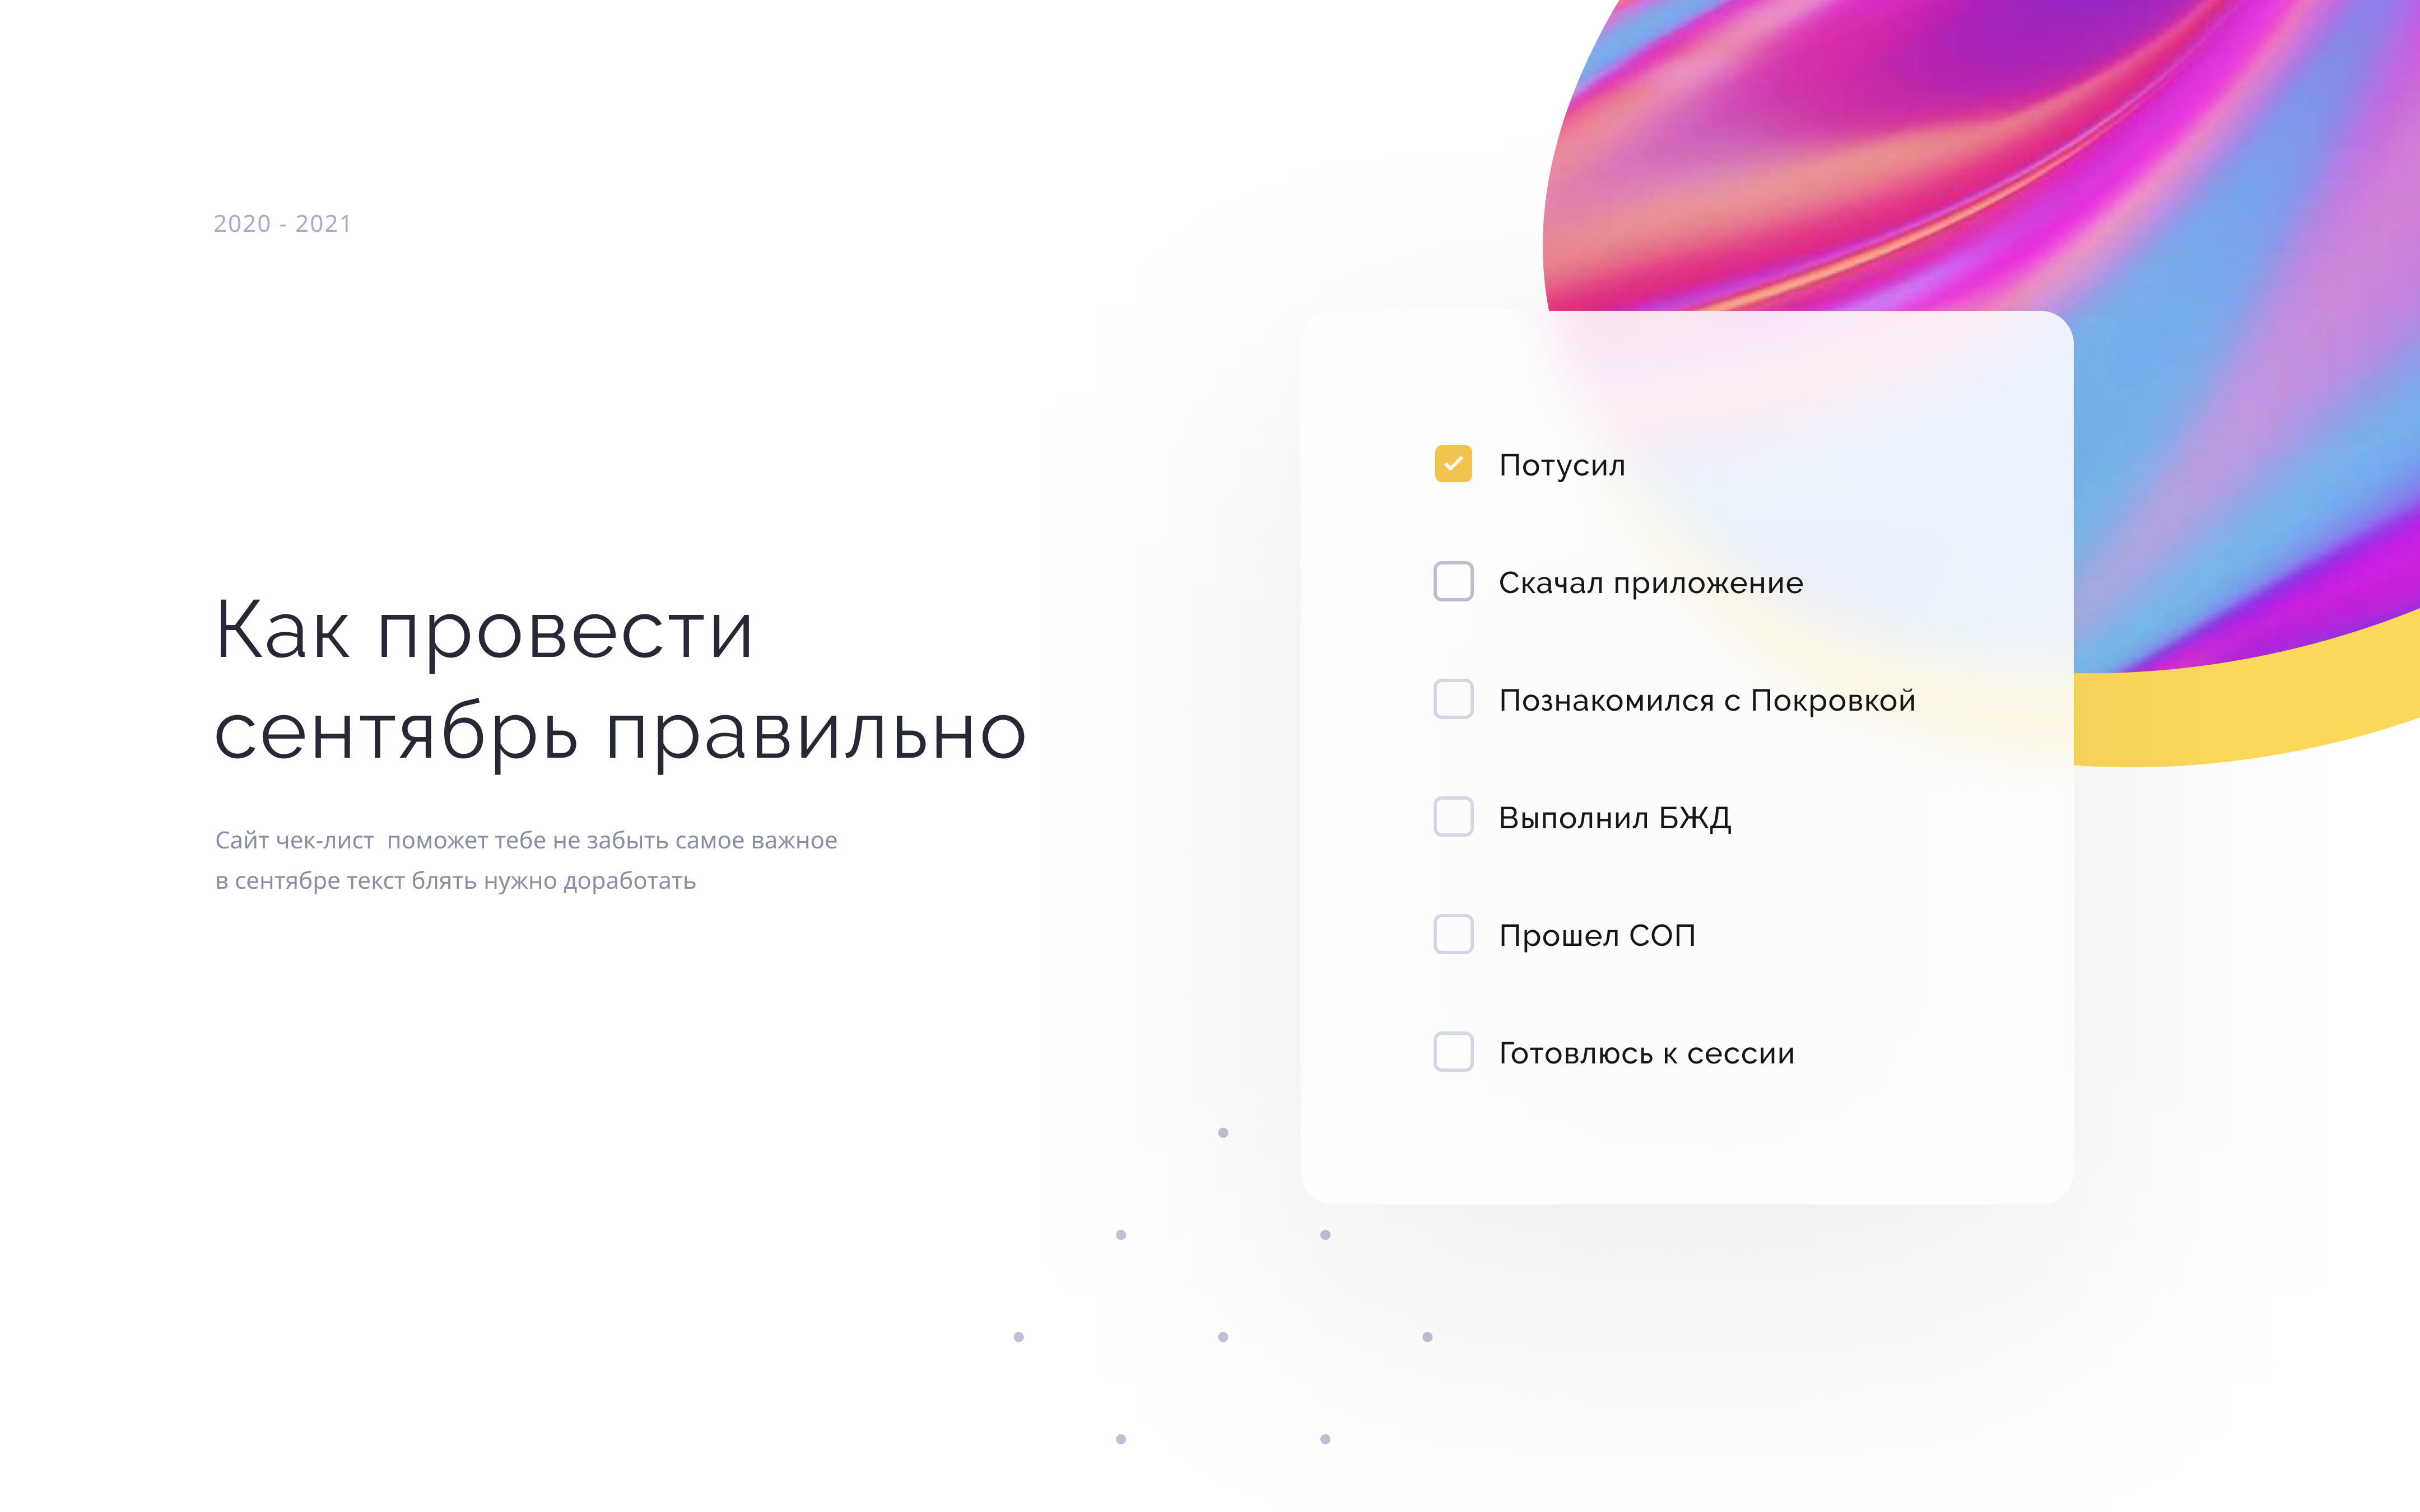 2020 - 2021
Как провести
сентябрь правильно
Сайт чек-лист  поможет тебе не забыть самое важное
в сентябре текст блять нужно доработать
Потусил
Скачал приложение
Познакомился с Покровкой
Выполнил БЖД
Прошел СОП
Готовлюсь к сессии